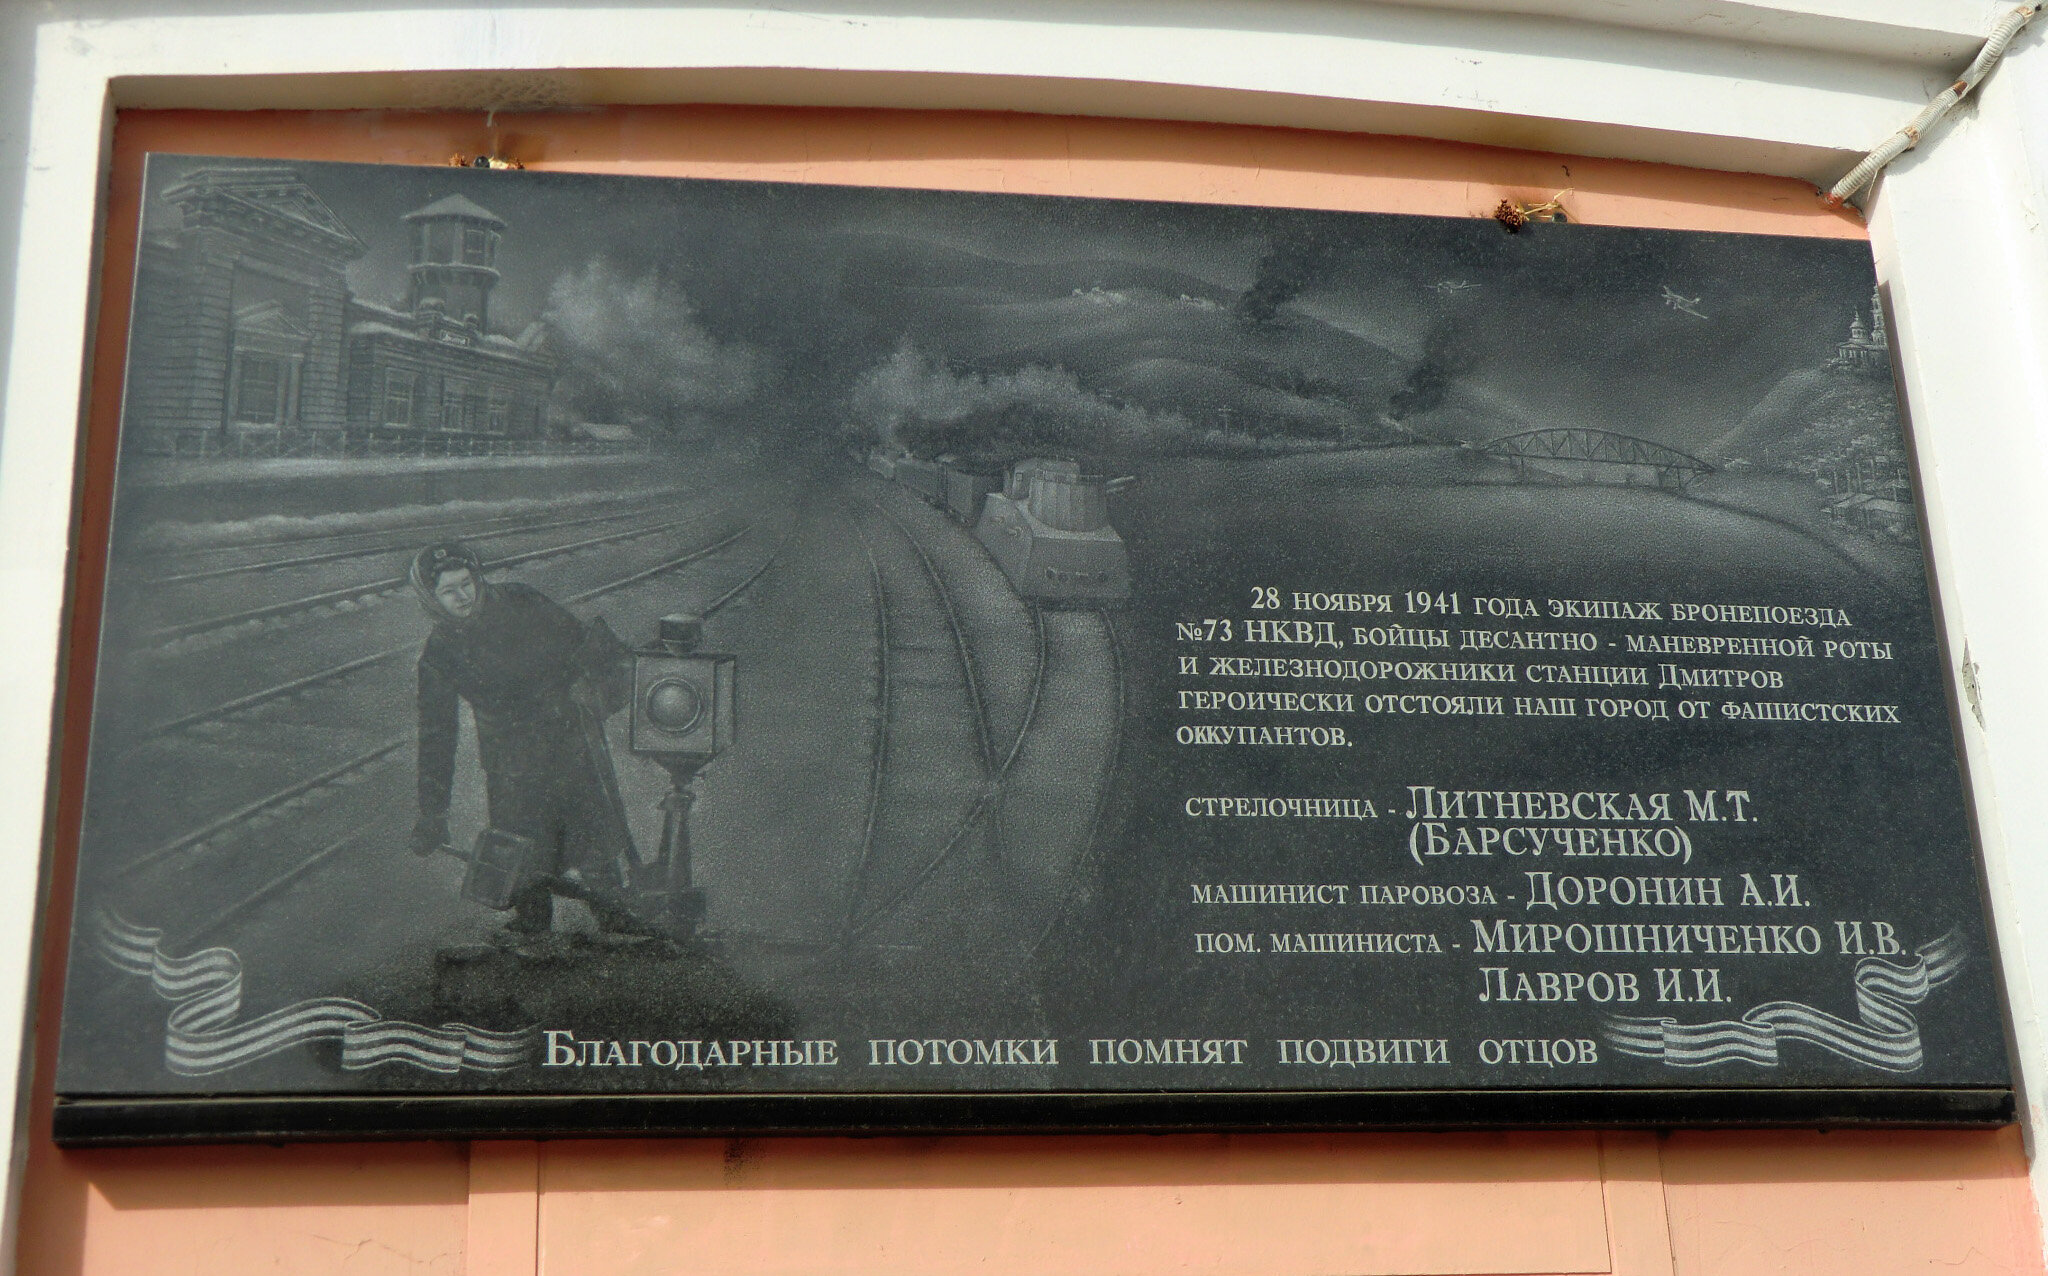 28 ноября 1941 года экипаж бронепоезда
№73 НКВД, бойцы десантно - маневренной роты
и железнодорожники станции Дмитров
героически отстояли наш город от фашистских
оккупантов.
стрелочница - Литневская М.Т.
(Барсученко)
машинист паровоза - Доронин А.И.
пом. машиниста - Мирошниченко И.В.
Лавров И.И.
Благодарные потомки помнят подвиги отцов